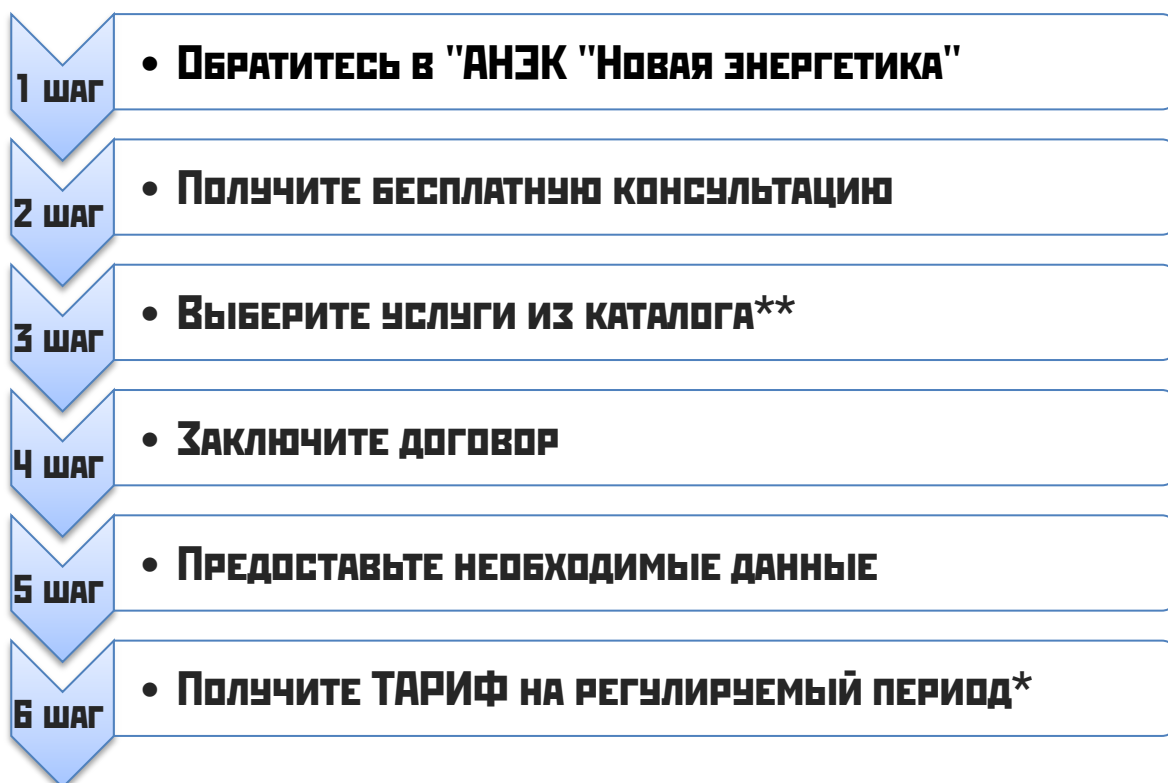 1 шаг
• Обратитесь в "АНЭК "Новая энергетика"
2 шаг
• Получите бесплатную консультацию
3 шаг
• Выберите услуги из каталога**
4 шаг
• Заключите договор
5 шаг
• Предоставьте необходимые данные
6 шаг
• Получите ТАРИФ на регулируемый период*